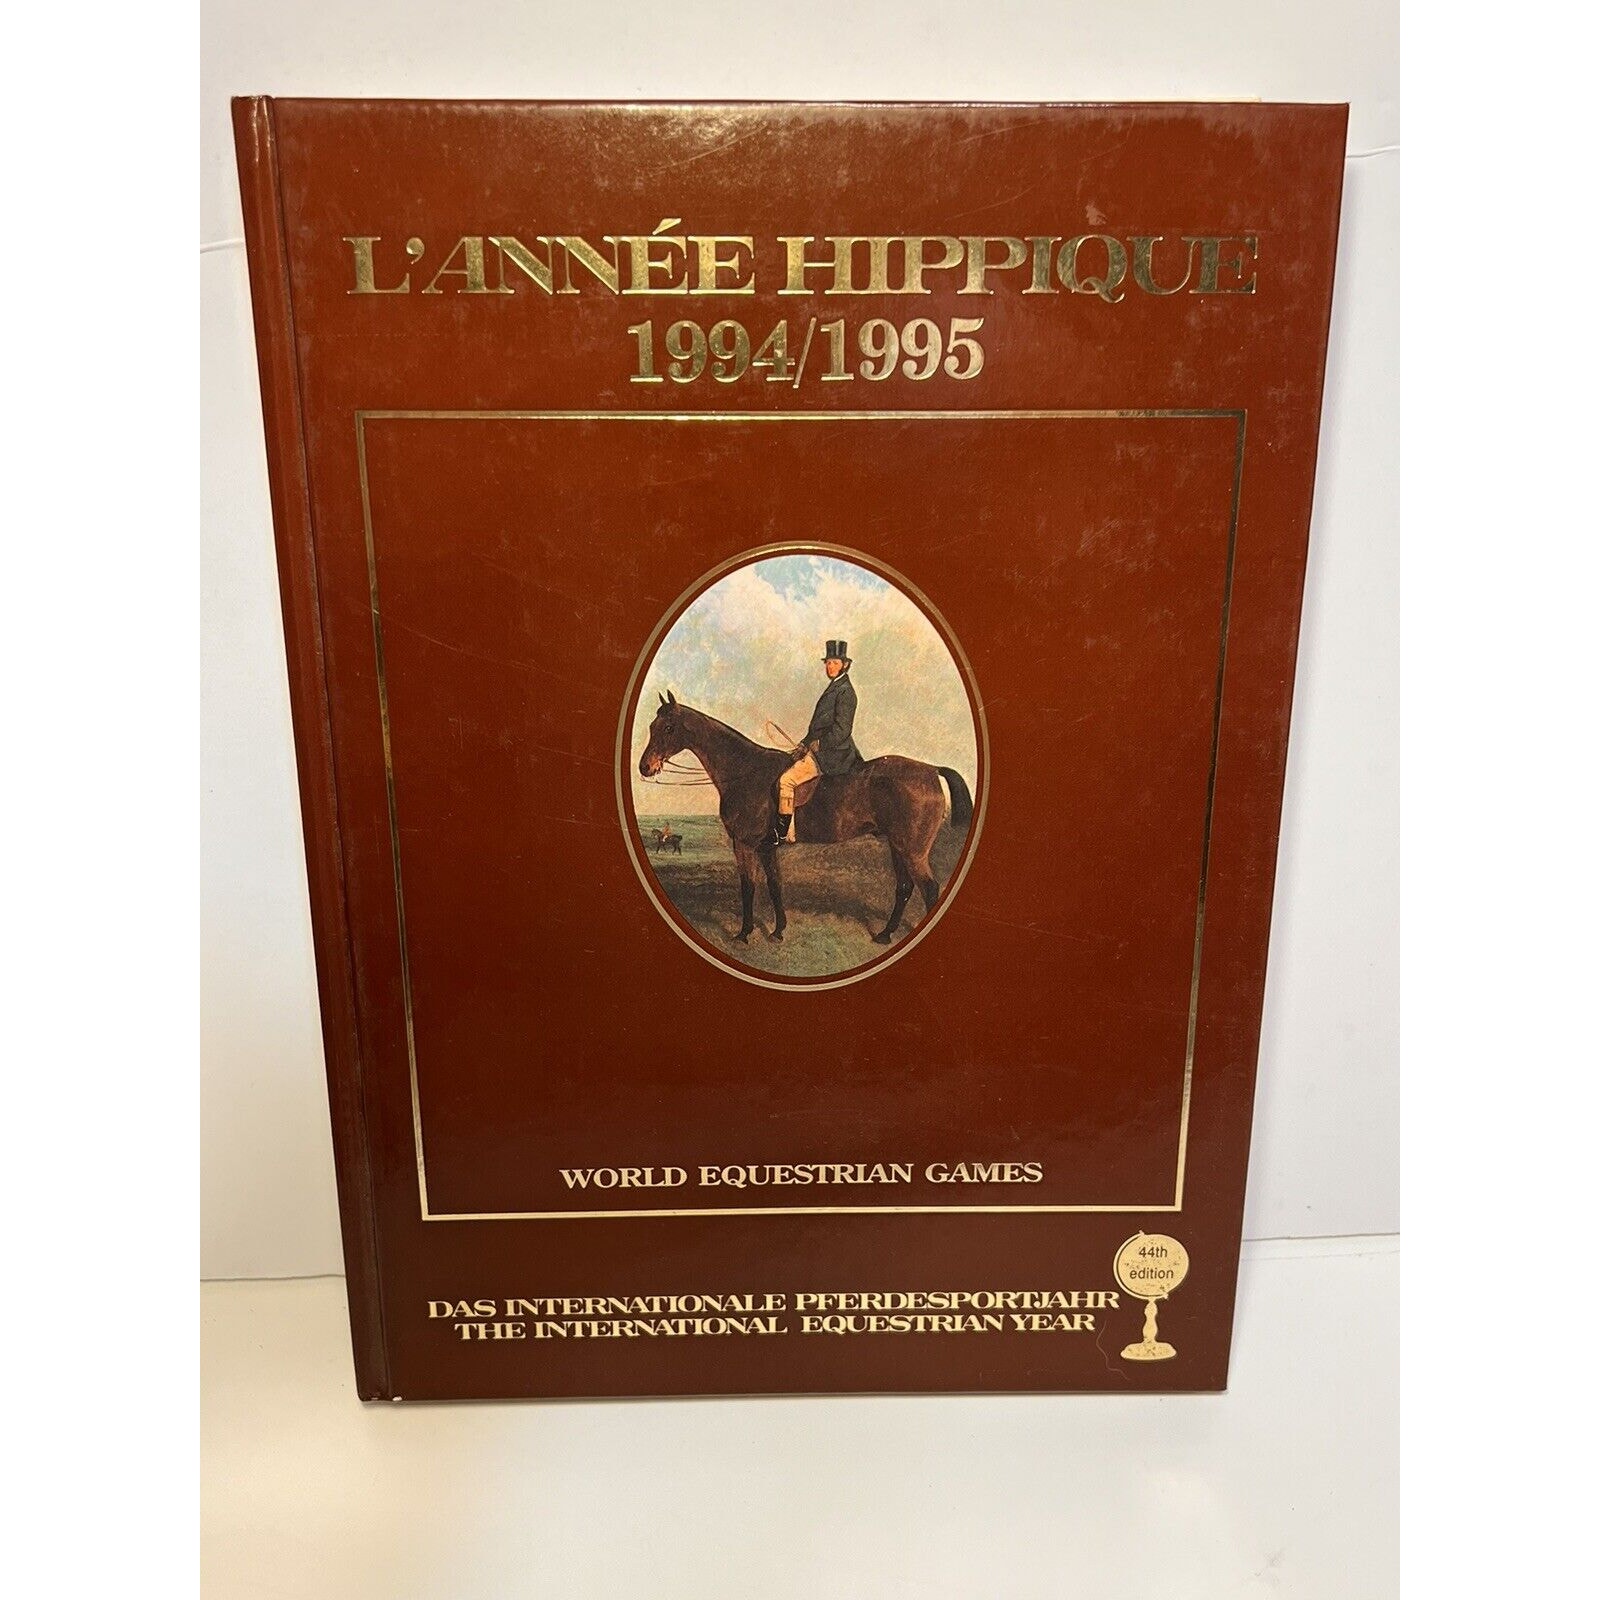 L'ANNÉE HIPPIQUE
1994/1995
WORLD EQUESTRIAN GAMES
44th
edition
DAS INTERNATIONALE PFERDESPORTJAHR
THE INTERNATIONAL EQUESTRIAN YEAR